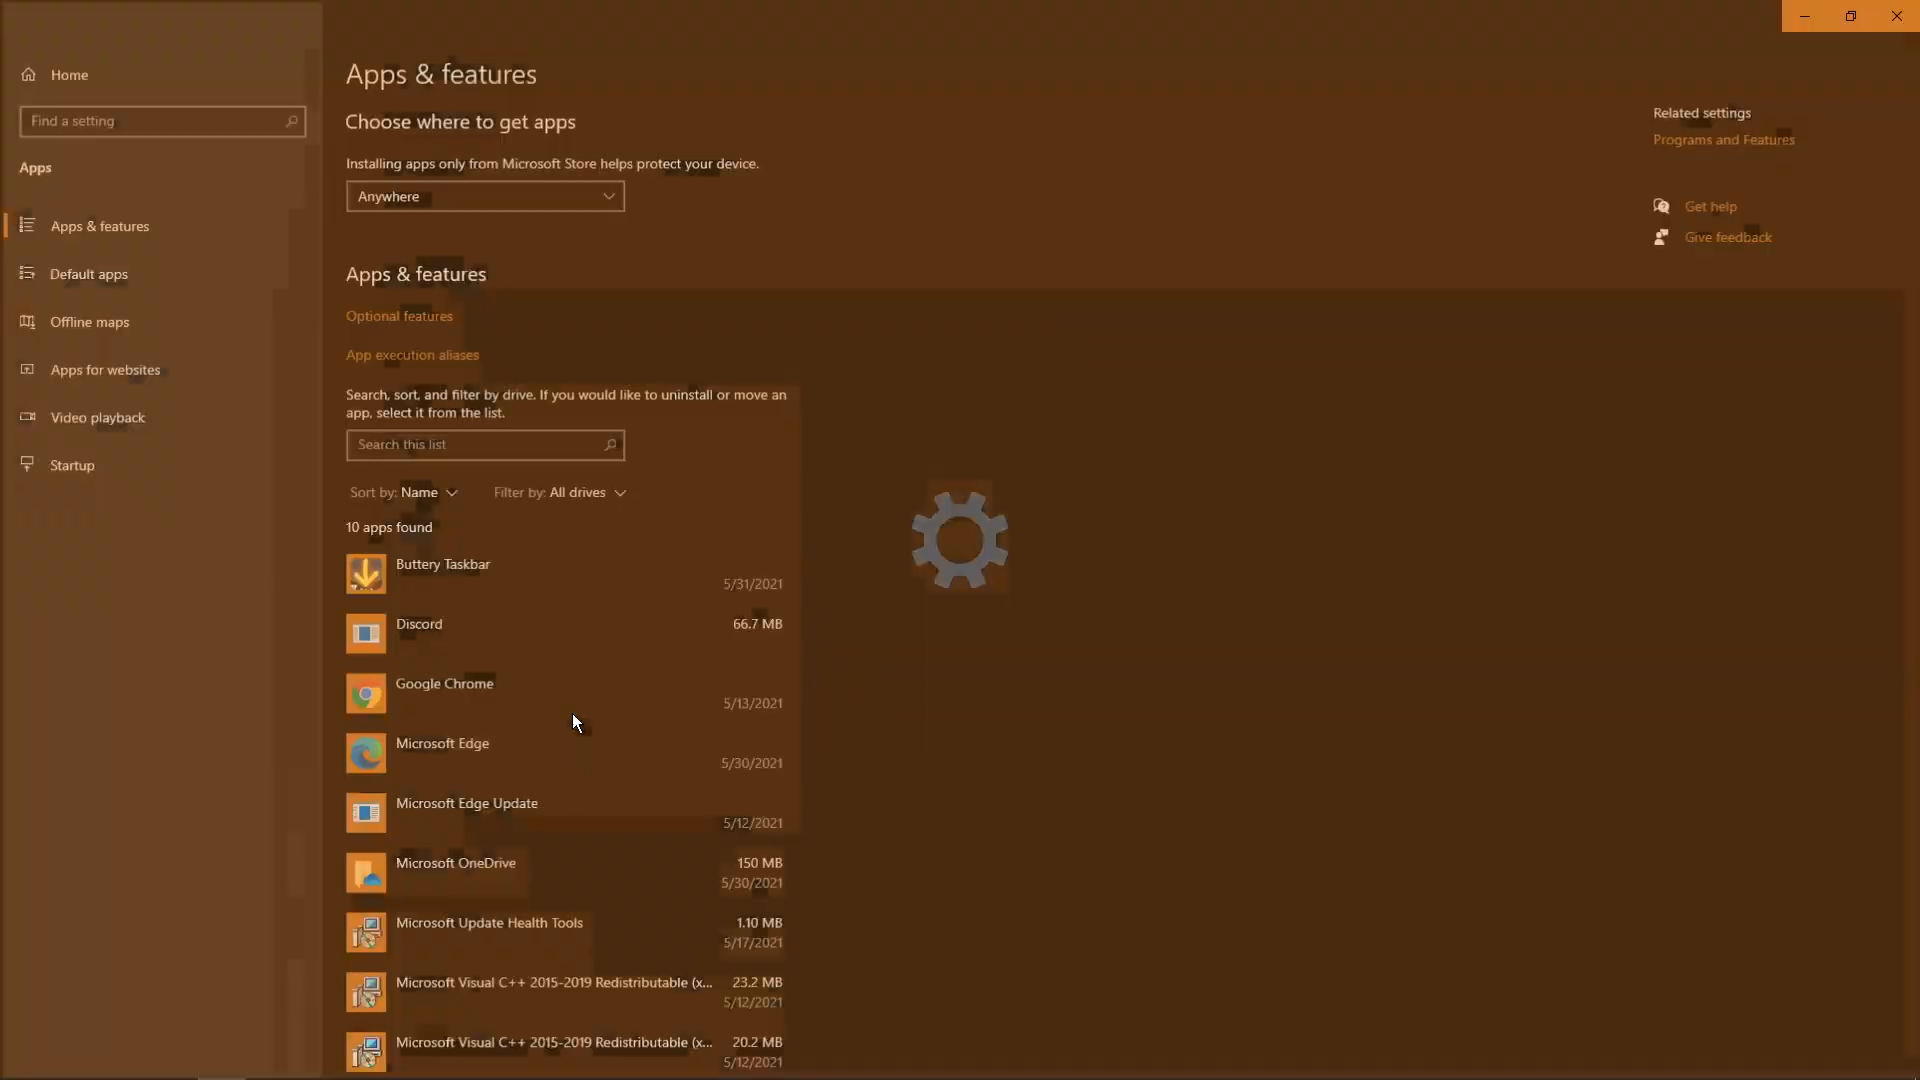 Home
Find a setting
Apps
Apps & features
Default apps
Offline maps
Apps for websites
Video playback
Startup
Apps & features
Choose where to get apps
Installing apps only from Microsoft Store helps protect your device.
Anywhere
Apps & features
Optional features
App execution aliases
Search, sort, and filter by drive. If you would like to uninstall or move an
app, select it from the list.
Search this list
Sort by: Name Filter by: All drives
10 apps found
Buttery Taskbar
5/31/2021
Discord 66.7 MB
Google Chrome
5/13/2021
Microsoft Edge
5/30/2021
Microsoft Edge Update
5/12/2021
Microsoft OneDrive 150 MB
5/30/2021
Microsoft Update Health Tools 1.10 MB
5/17/2021
Microsoft Visual C++ 2015-2019 Redistributable (x... 23.2 MB
5/12/2021
Microsoft Visual C++ 2015-2019 Redistributable (x... 20.2 MB
5/12/2021
Related settings
Programs and Features
Get help
Give feedback